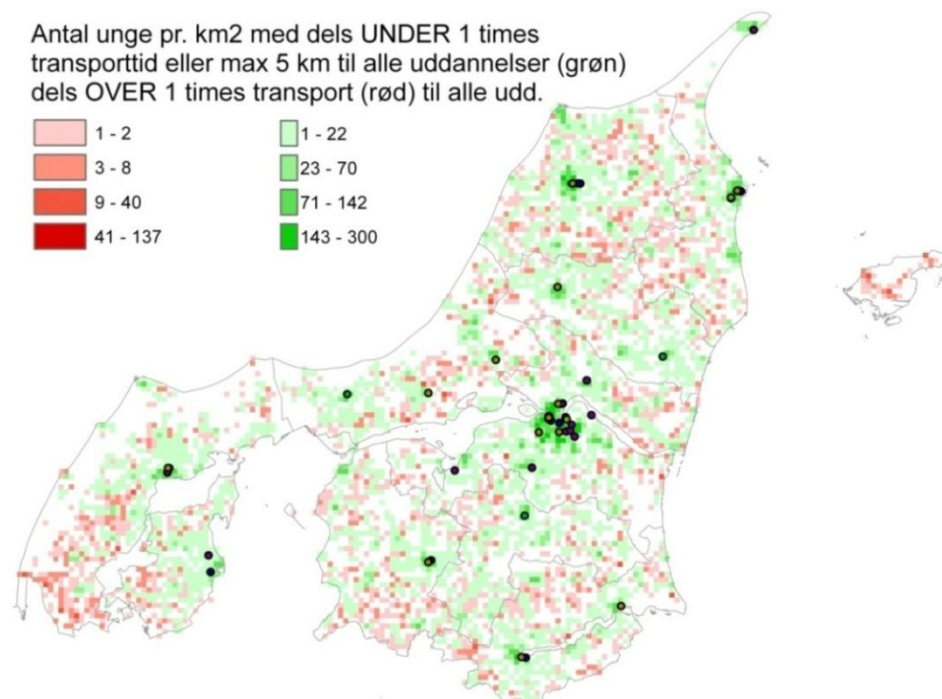 Antal unge pr. km2 med dels UNDER 1 times
transporttid eller max 5 km til alle uddannelser (grøn)
dels OVER 1 times transport (rød) til alle udd.
1 - 2
3 - 8
9 - 40
41 - 137
1 - 22
23 - 70
71 - 142
143 - 300